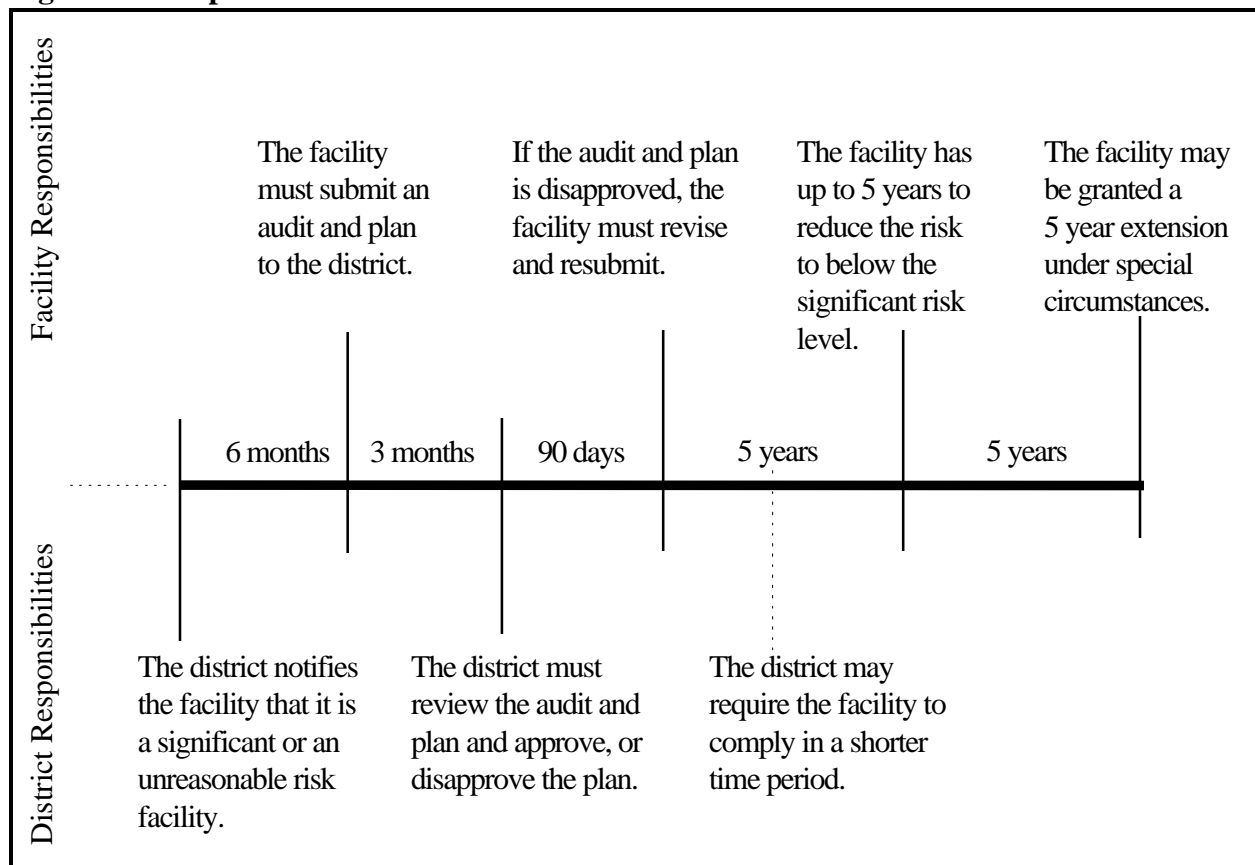 Facility Responsibilities
The facility
must submit an
audit and plan
to the district.
If the audit and plan
is disapproved, the
facility must revise
and resubmit.
The facility has
up to 5 years to
reduce the risk
to below the
significant risk
level.
The facility may
be granted a
5 year extension
under special
circumstances.
6 months
3 months
90 days
5 years
5 years
District Responsibilities
The district notifies
the facility that it is
a significant or an
unreasonable risk
facility.
The district must
review the audit and
plan and approve, or
disapprove the plan.
The district may
require the facility to
comply in a shorter
time period.